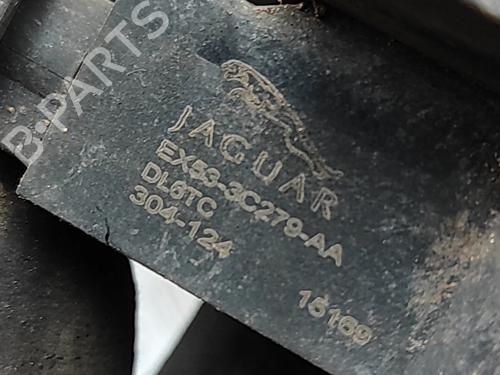 B-PARTS
JAGUAR
EX53-3C279-AA
DL6TC
304-124
15169